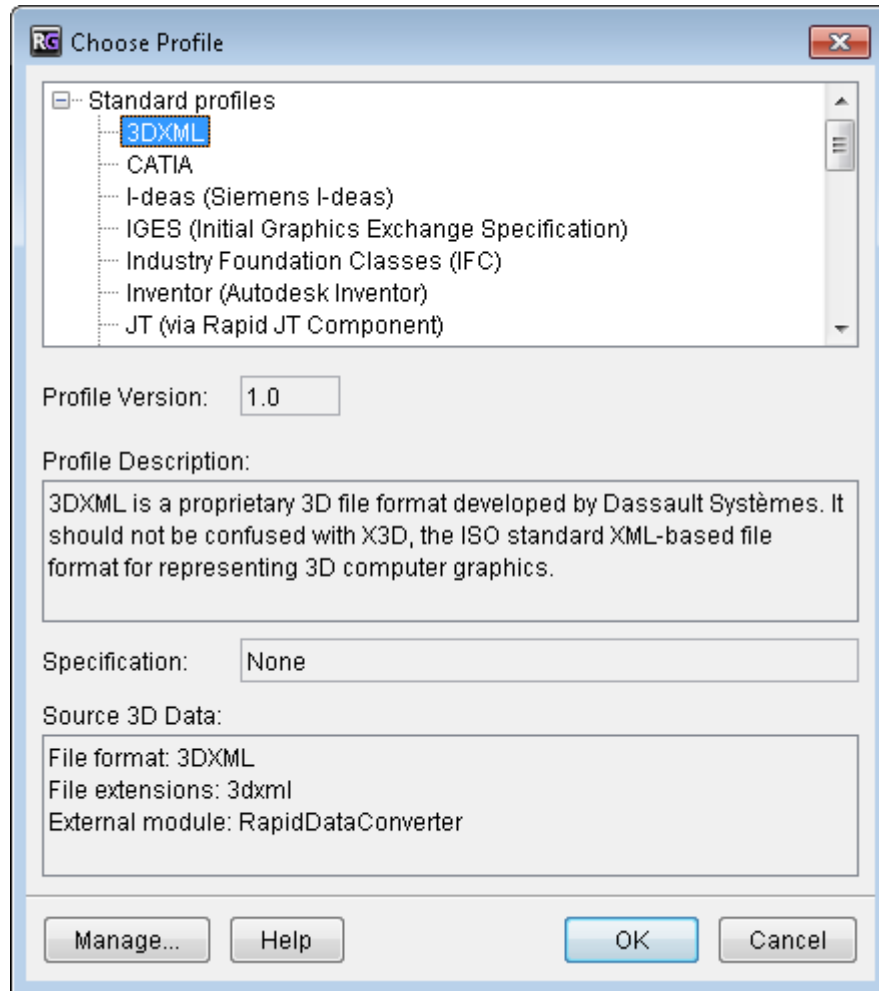 RG Choose Profile
Standard profiles
3DXML
CATIA
I-deas (Siemens I-deas)
IGES (Initial Graphics Exchange Specification)
Industry Foundation Classes (IFC)
Inventor (Autodesk Inventor)
JT (via Rapid JT Component)
Profile Version: 1.0
Profile Description:
3DXML is a proprietary 3D file format developed by Dassault Systèmes. It
should not be confused with X3D, the ISO standard XML-based file
format for representing 3D computer graphics.
Specification: None
Source 3D Data:
File format: 3DXML
File extensions: 3dxml
External module: RapidDataConverter
Manage... Help OK Cancel